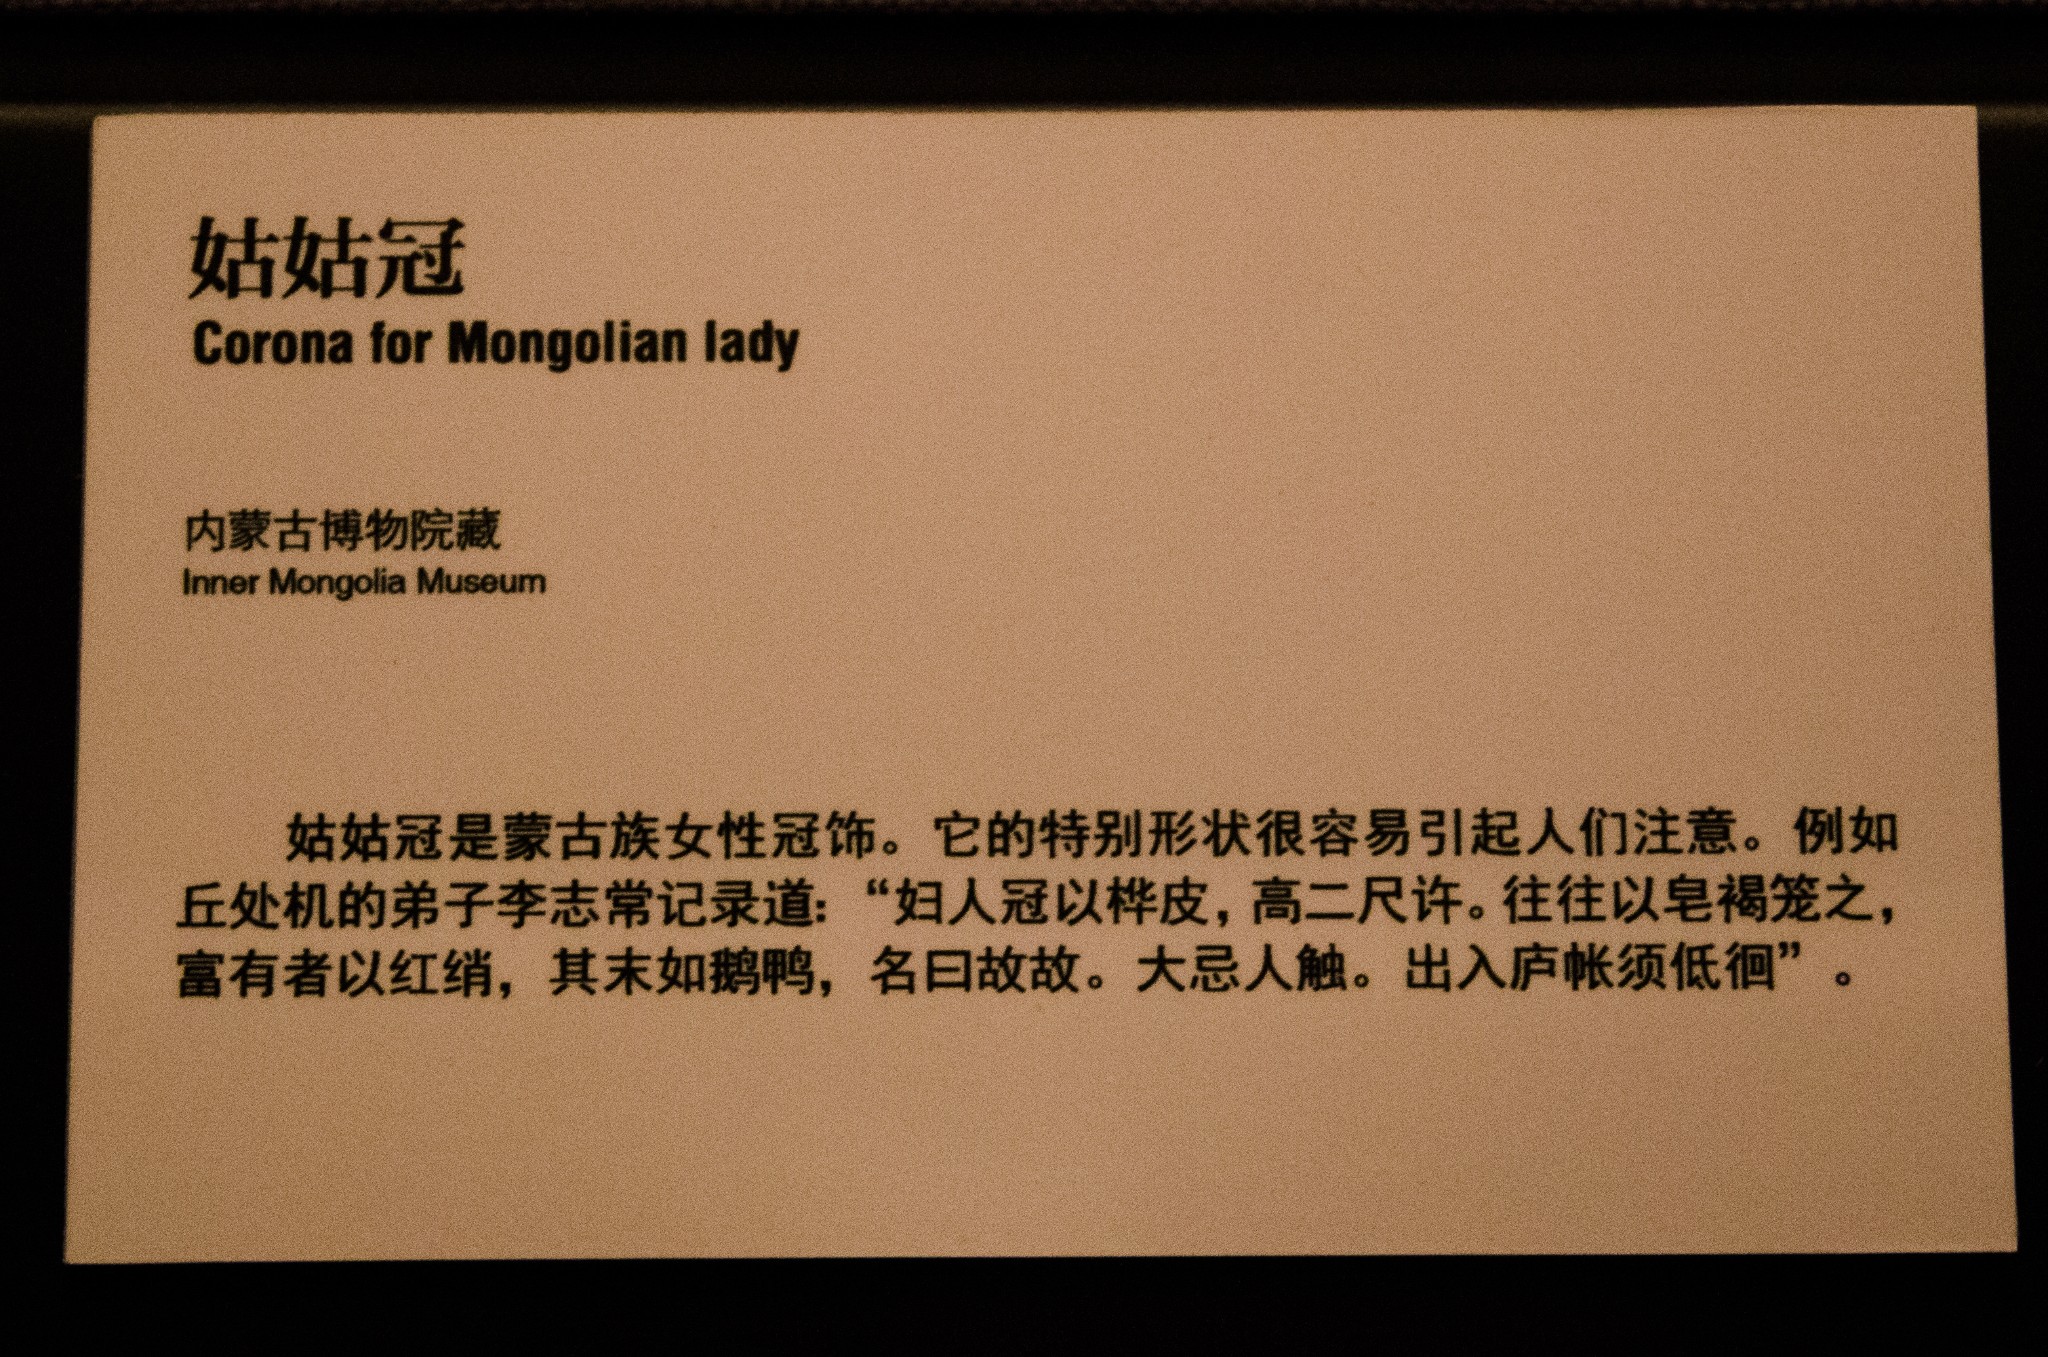 姑姑冠
Corona for Mongolian lady
内蒙古博物院藏
Inner Mongolia Museum
姑姑冠是蒙古族女性冠饰。它的特别形状很容易引起人们注意。例如
丘处机的弟子李志常记录道：“妇人冠以桦皮，高二尺许。往往以皂褐笼之，
富有者以红绡，其末如鹅鸭，名曰故故。大忌人触。出入庐帐须低徊”。